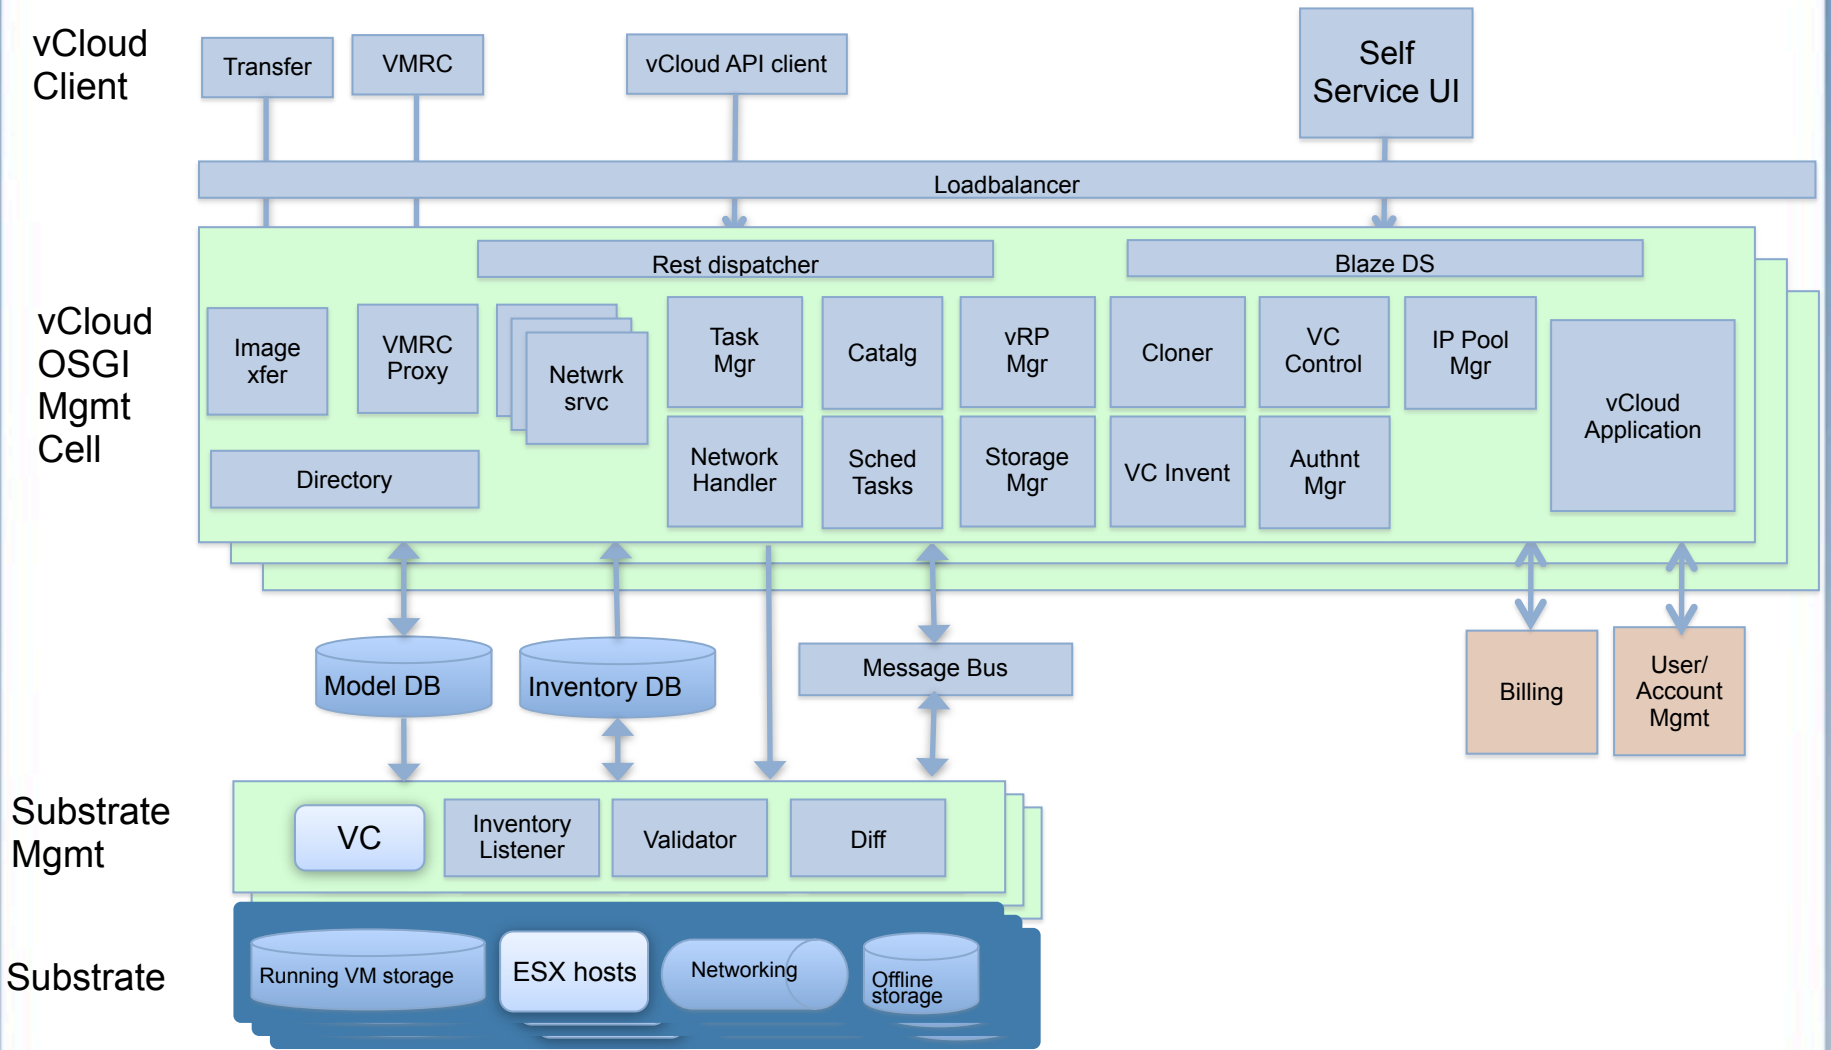 vCloud
Client
Transfer
VMRC
vCloud API client
Self
Service UI
Loadbalancer
Rest dispatcher
Blaze DS
vCloud
OSGI
Mgmt
Cell
Image
xfer
VMRC
Proxy
Netwrk
srvc
Task
Mgr
Catalg
vRP
Mgr
Cloner
VC
Control
IP Pool
Mgr
vCloud
Application
Directory
Network
Handler
Sched
Tasks
Storage
Mgr
VC Invent
Authnt
Mgr
Model DB
Inventory DB
Message Bus
Billing
User/
Account
Mgmt
Substrate
Mgmt
VC
Inventory
Listener
Validator
Diff
Substrate
Running VM storage
ESX hosts
Networking
Offline
storage